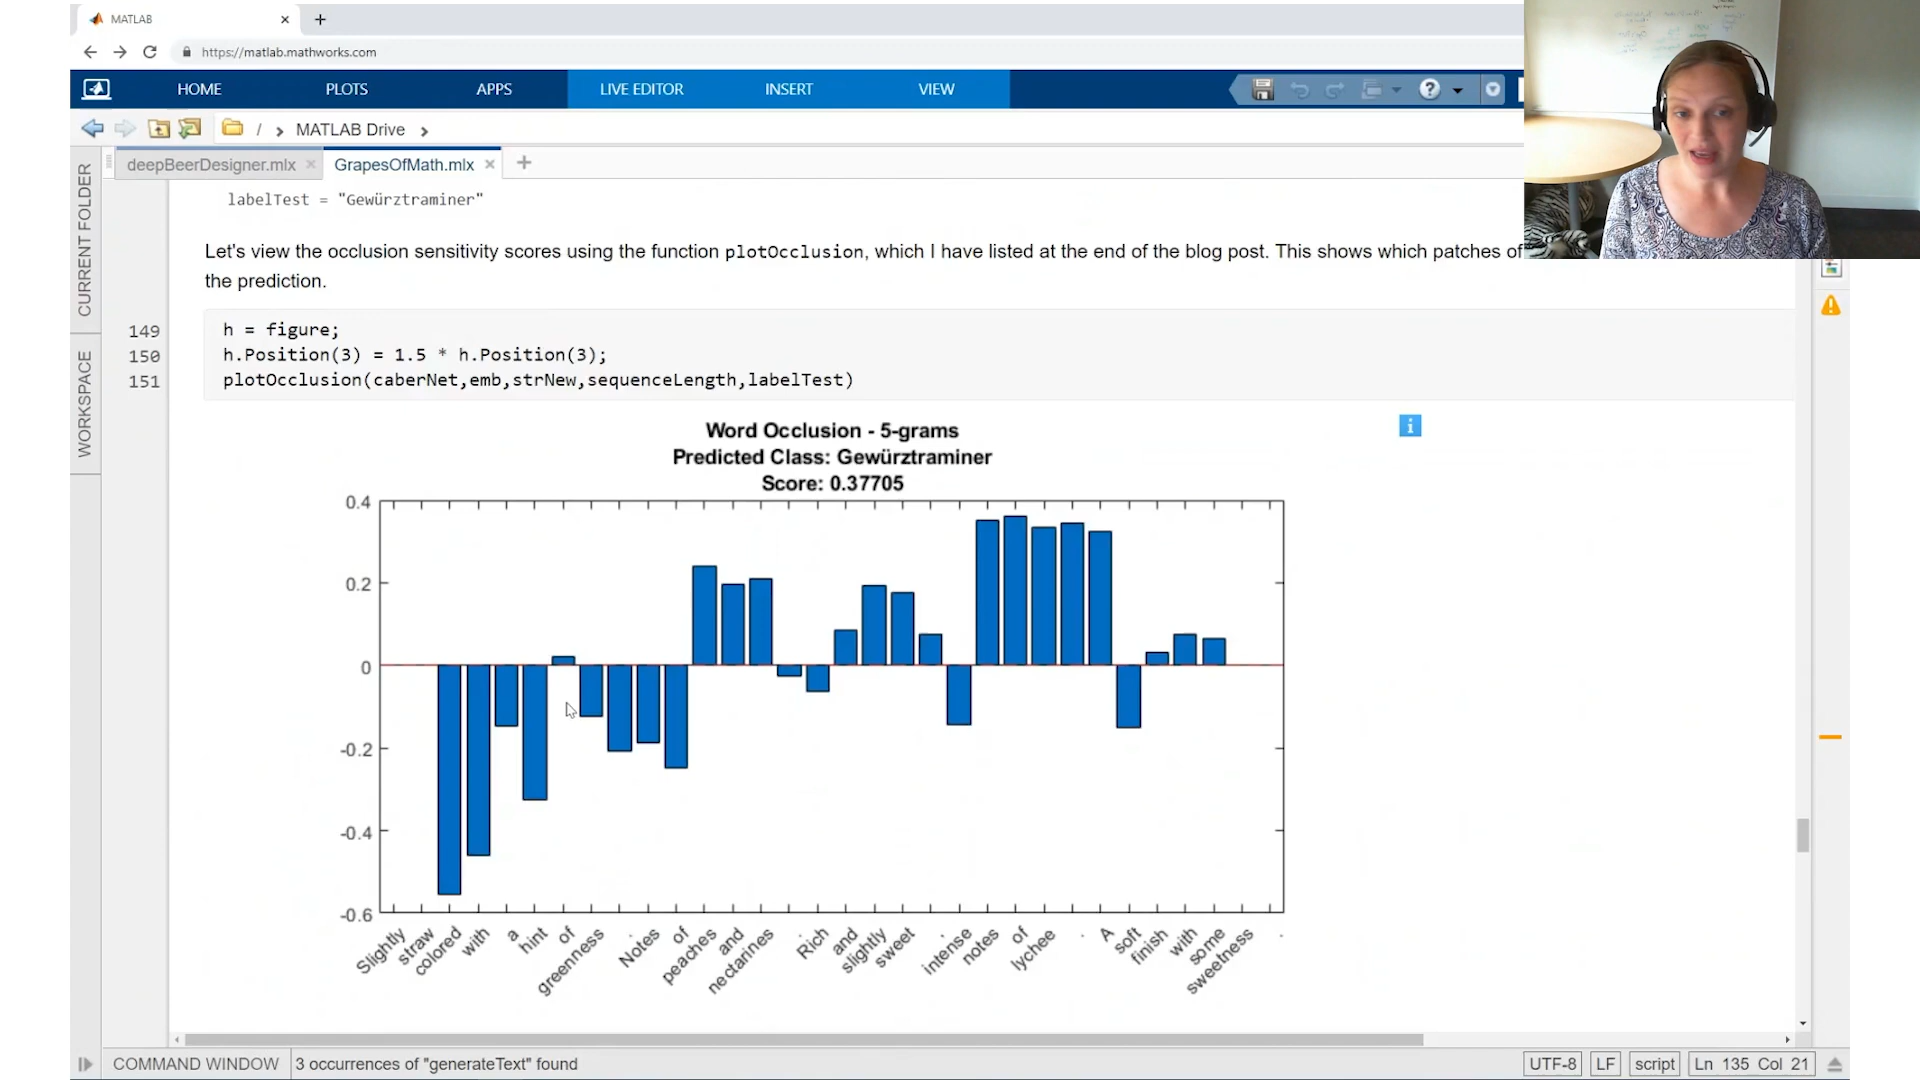 MATLAB
https://matlab.mathworks.com
HOME PLOTS APPS LIVE EDITOR INSERT VIEW
/ MATLAB Drive
deepBeerDesigner.mlx GrapesOfMath.mlx
CURRENT FOLDER
WORKSPACE
labelTest = "Gewürztraminer"
Let's view the occlusion sensitivity scores using the function plotOcclusion, which I have listed at the end of the blog post. This shows which patches of
the prediction.
149 h = figure;
150 h.Position(3) = 1.5 * h.Position(3);
151 plotOcclusion(caberNet,emb,strNew,sequenceLength,labelTest)
Word Occlusion - 5-grams
Predicted Class: Gewürztraminer
Score: 0.37705
0.4
0.2
0
-0.2
-0.4
-0.6
Slightly straw colored with a hint of greenness . Notes of peaches and nectarines . Rich and slightly sweet , intense notes of lychee . A soft finish with some sweetness .
COMMAND WINDOW 3 occurrences of "generateText" found UTF-8 LF script Ln 135 Col 21